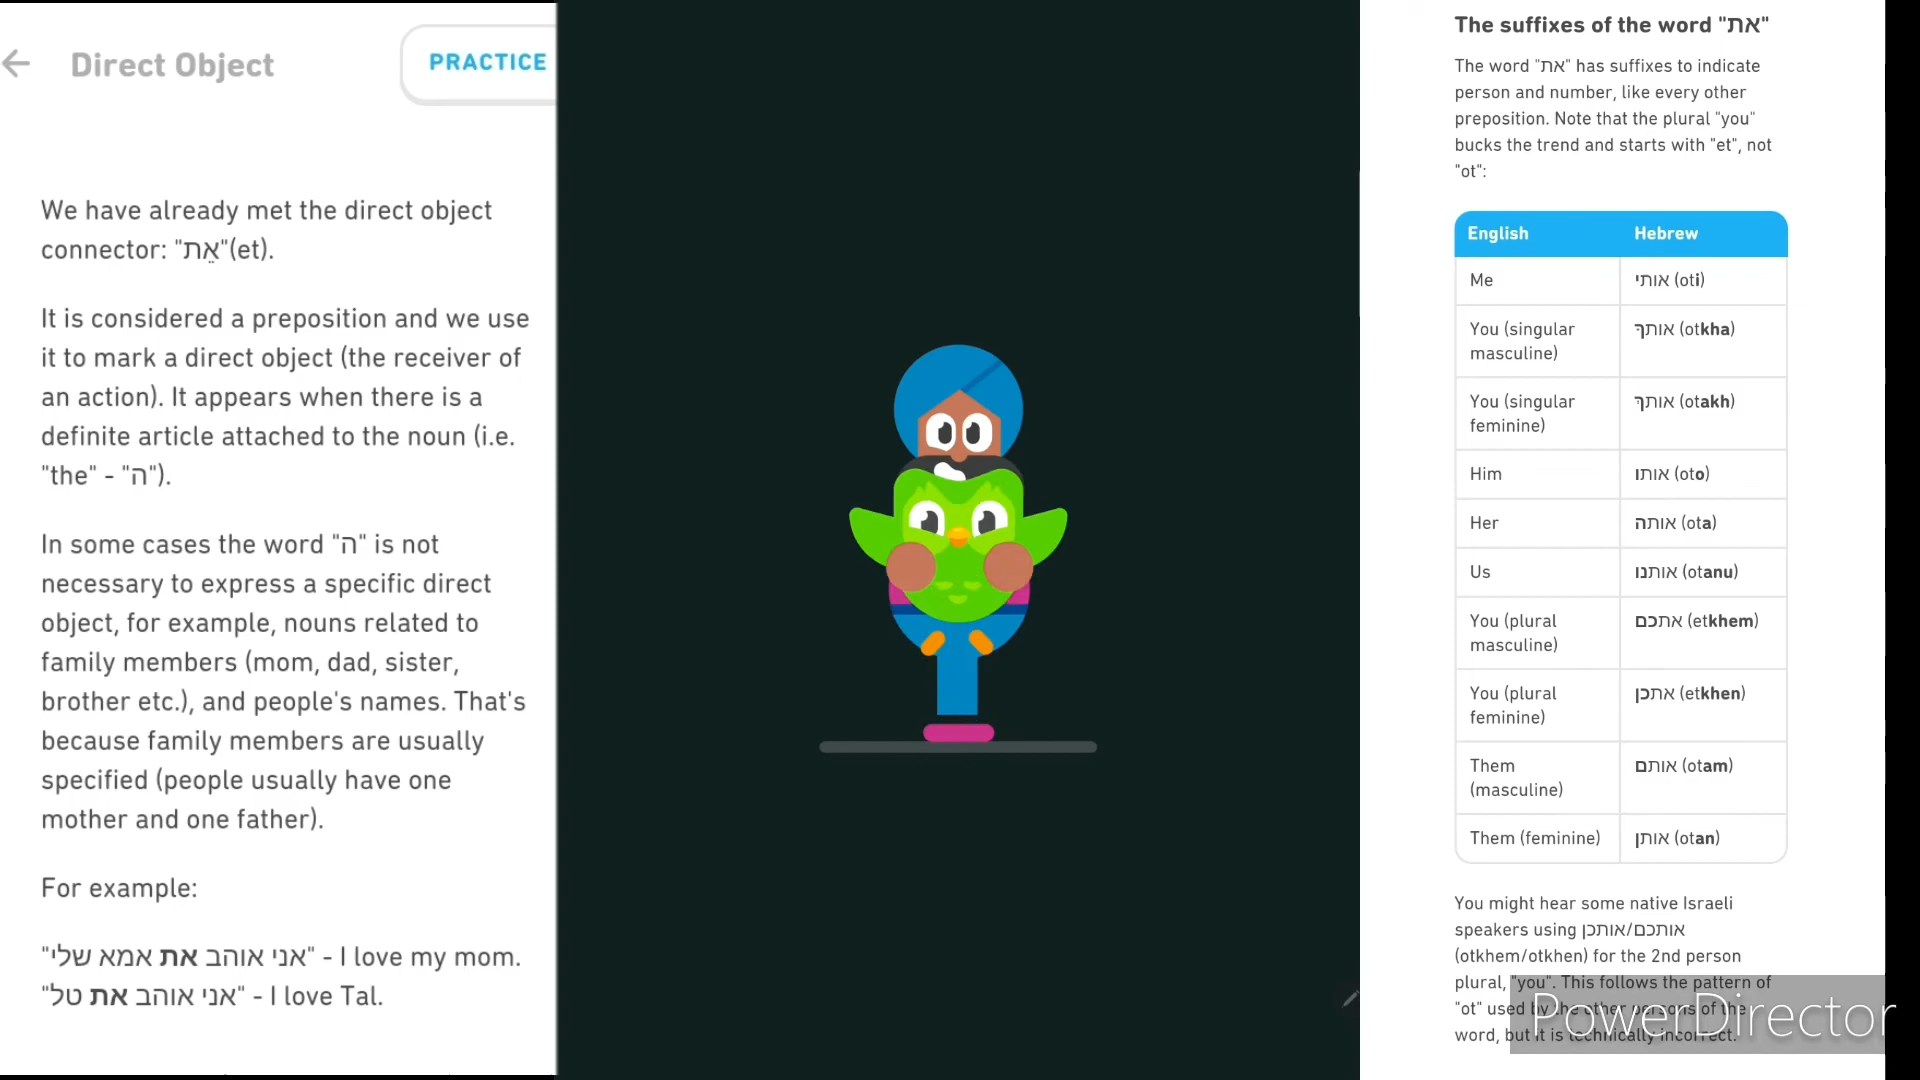 Direct Object
PRACTICE
We have already met the direct object
connector: "אֵת"(et).
It is considered a preposition and we use
it to mark a direct object (the receiver of
an action). It appears when there is a
definite article attached to the noun (i.e.
"the" - "ה").
In some cases the word "ה" is not
necessary to express a specific direct
object, for example, nouns related to
family members (mom, dad, sister,
brother etc.), and people's names. That's
because family members are usually
specified (people usually have one
mother and one father).
For example:
"אני אוהב את אמא שלי" - I love my mom.
"אני אוהב את טל" - I love Tal.
The suffixes of the word "את"
The word "את" has suffixes to indicate
person and number, like every other
preposition. Note that the plural "you"
bucks the trend and starts with "et", not
"ot":
English Hebrew
Me אותי (oti)
You (singular
masculine) אותך (otkha)
You (singular
feminine) אותך (otakh)
Him אותו (oto)
Her אותה (ota)
Us אותנו (otanu)
You (plural
masculine) אתכם (etkhem)
You (plural
feminine) אתכן (etkhen)
Them
(masculine) אותם (otam)
Them (feminine) אותן (otan)
You might hear some native Israeli
speakers using אותכם/אותכן
(otkhem/otkhen) for the 2nd person
plural, "you". This follows the pattern of
"ot" used by the other persons of the
word, but it is technically incorrect.
PowerDirector